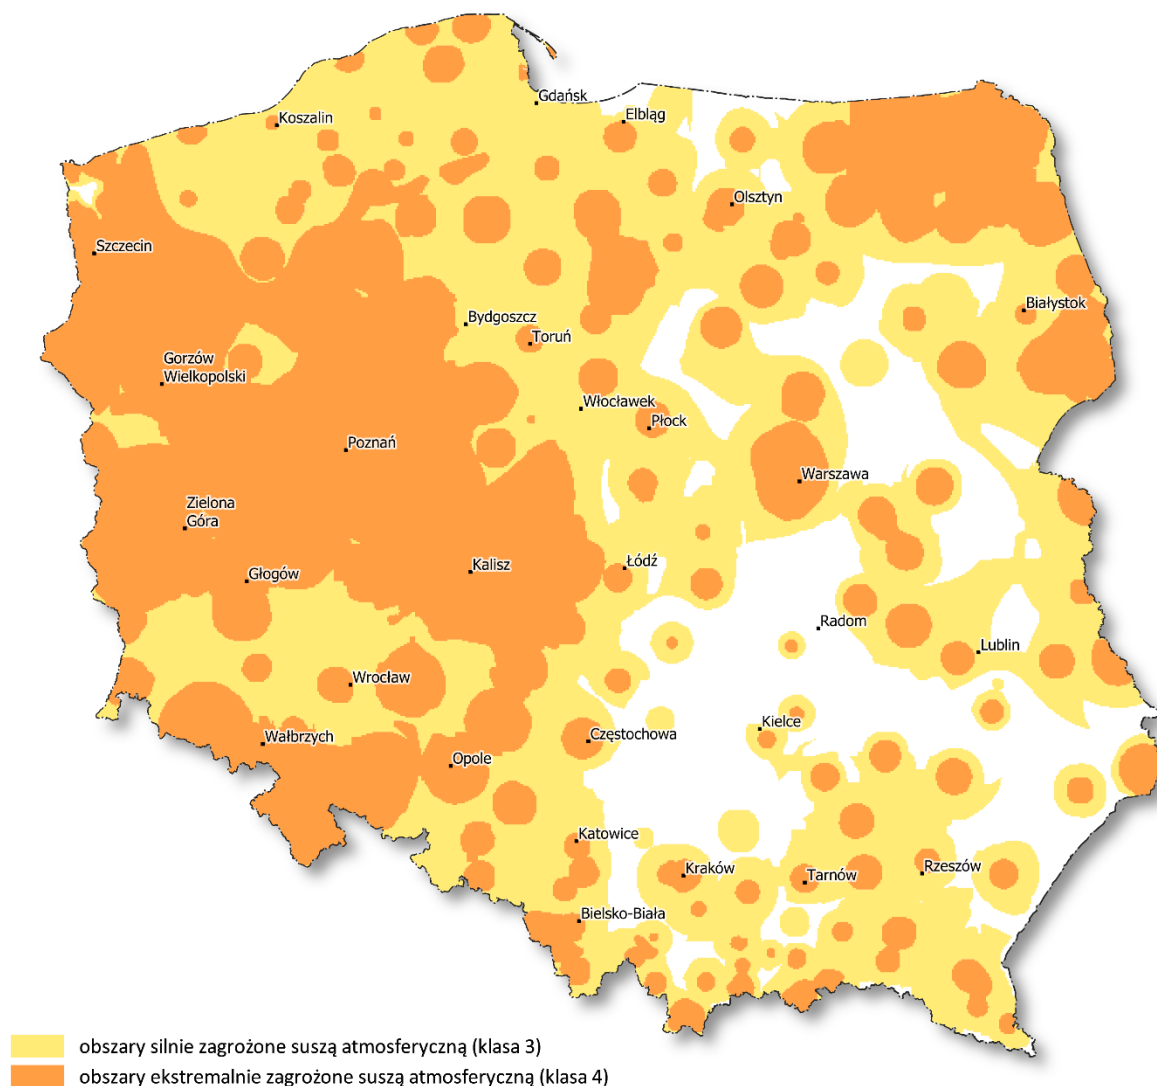 Gdańsk
Koszalin
Elbląg
Olsztyn
Szczecin
Białystok
Bydgoszcz
Toruń
Gorzów
Wielkopolski
Włocławek
Płock
Poznań
Warszawa
Zielona
Góra
Głogów
Kalisz
Łódź
Radom
Lublin
Wrocław
Kielce
Wałbrzych
Częstochowa
Opole
Katowice
Kraków
Tarnów
Rzeszów
Bielsko-Biała
obszary silnie zagrożone suszą atmosferyczną (klasa 3)
obszary ekstremalnie zagrożone suszą atmosferyczną (klasa 4)